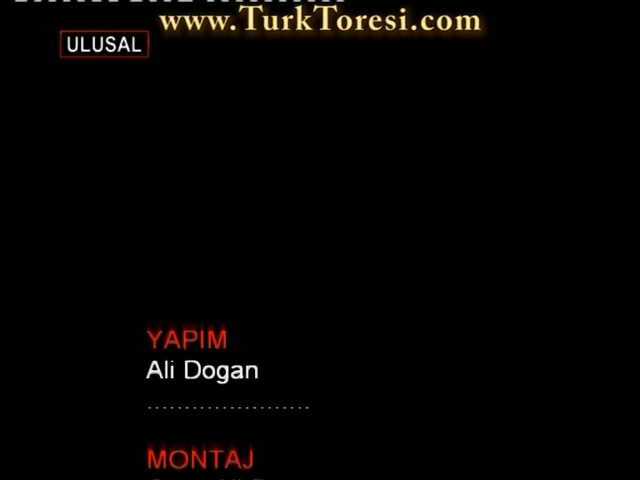 www.TurkToresi.com
ULUSAL
YAPIM
Ali Dogan
MONTAJ